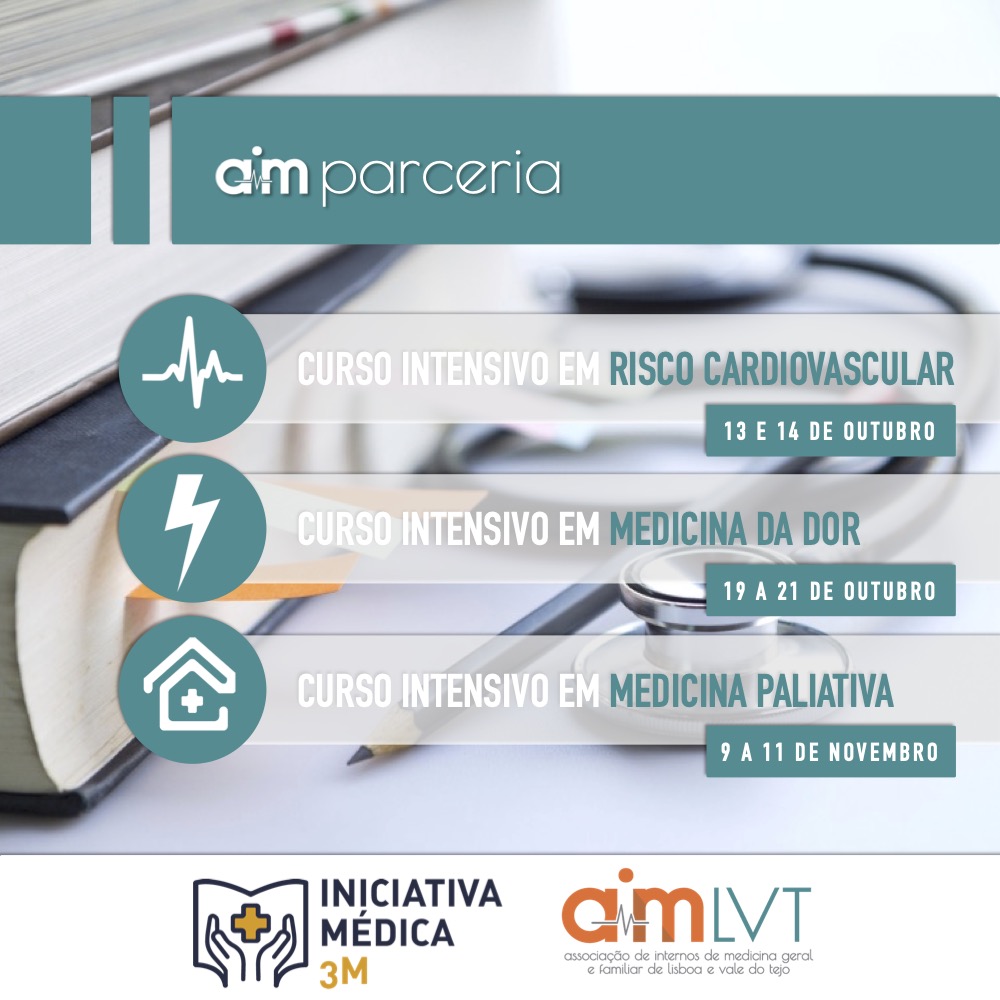 aim parceria
CURSO INTENSIVO EM RISCO CARDIOVASCULAR
13 E 14 DE OUTUBRO
CURSO INTENSIVO EM MEDICINA DA DOR
19 A 21 DE OUTUBRO
CURSO INTENSIVO EM MEDICINA PALIATIVA
9 A 11 DE NOVEMBRO
INICIATIVA
MÉDICA
3M
aim LVT
associação de internos de medicina geral
e familiar de lisboa e vale do tejo